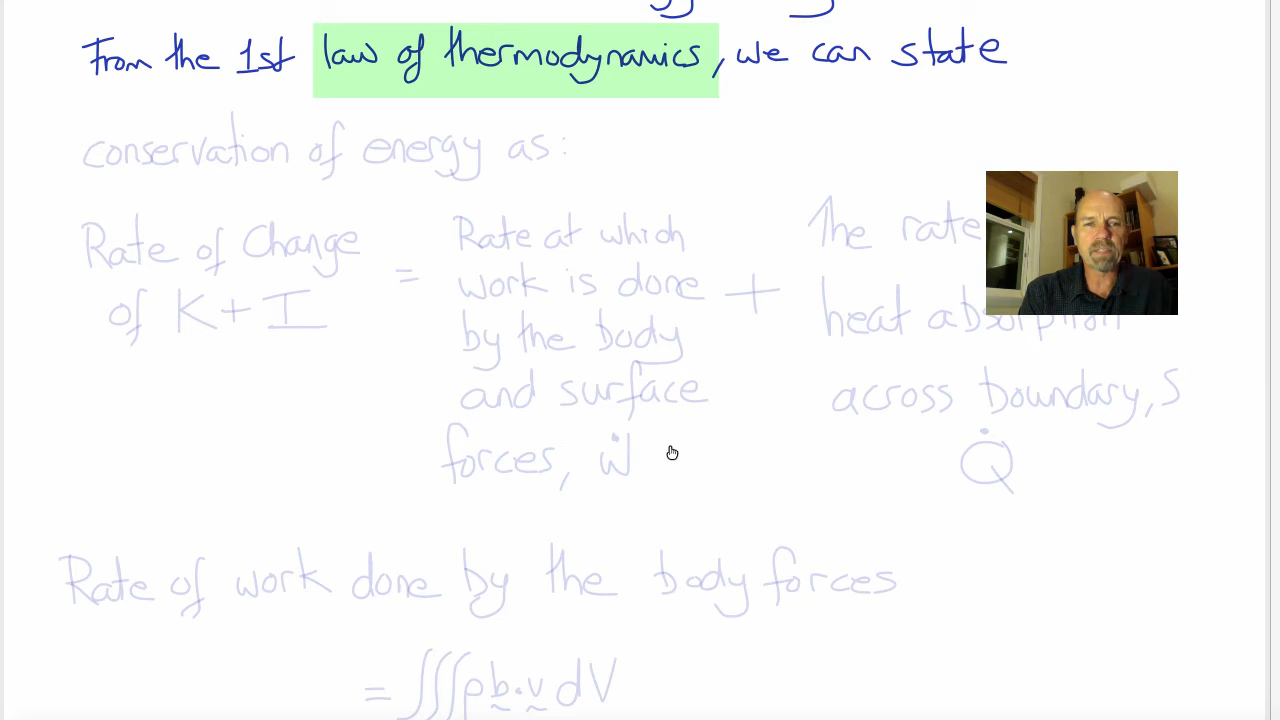 From the 1st law of thermodynamics, we can state
conservation of energy as:
Rate of Change
of K + I
=
Rate at which
work is done
by the body
and surface
forces, Ẇ
+
The rate
heat absorption
across boundary, S
Q̇
Rate of work done by the body forces
= ∭ρb̰·v̰ dV